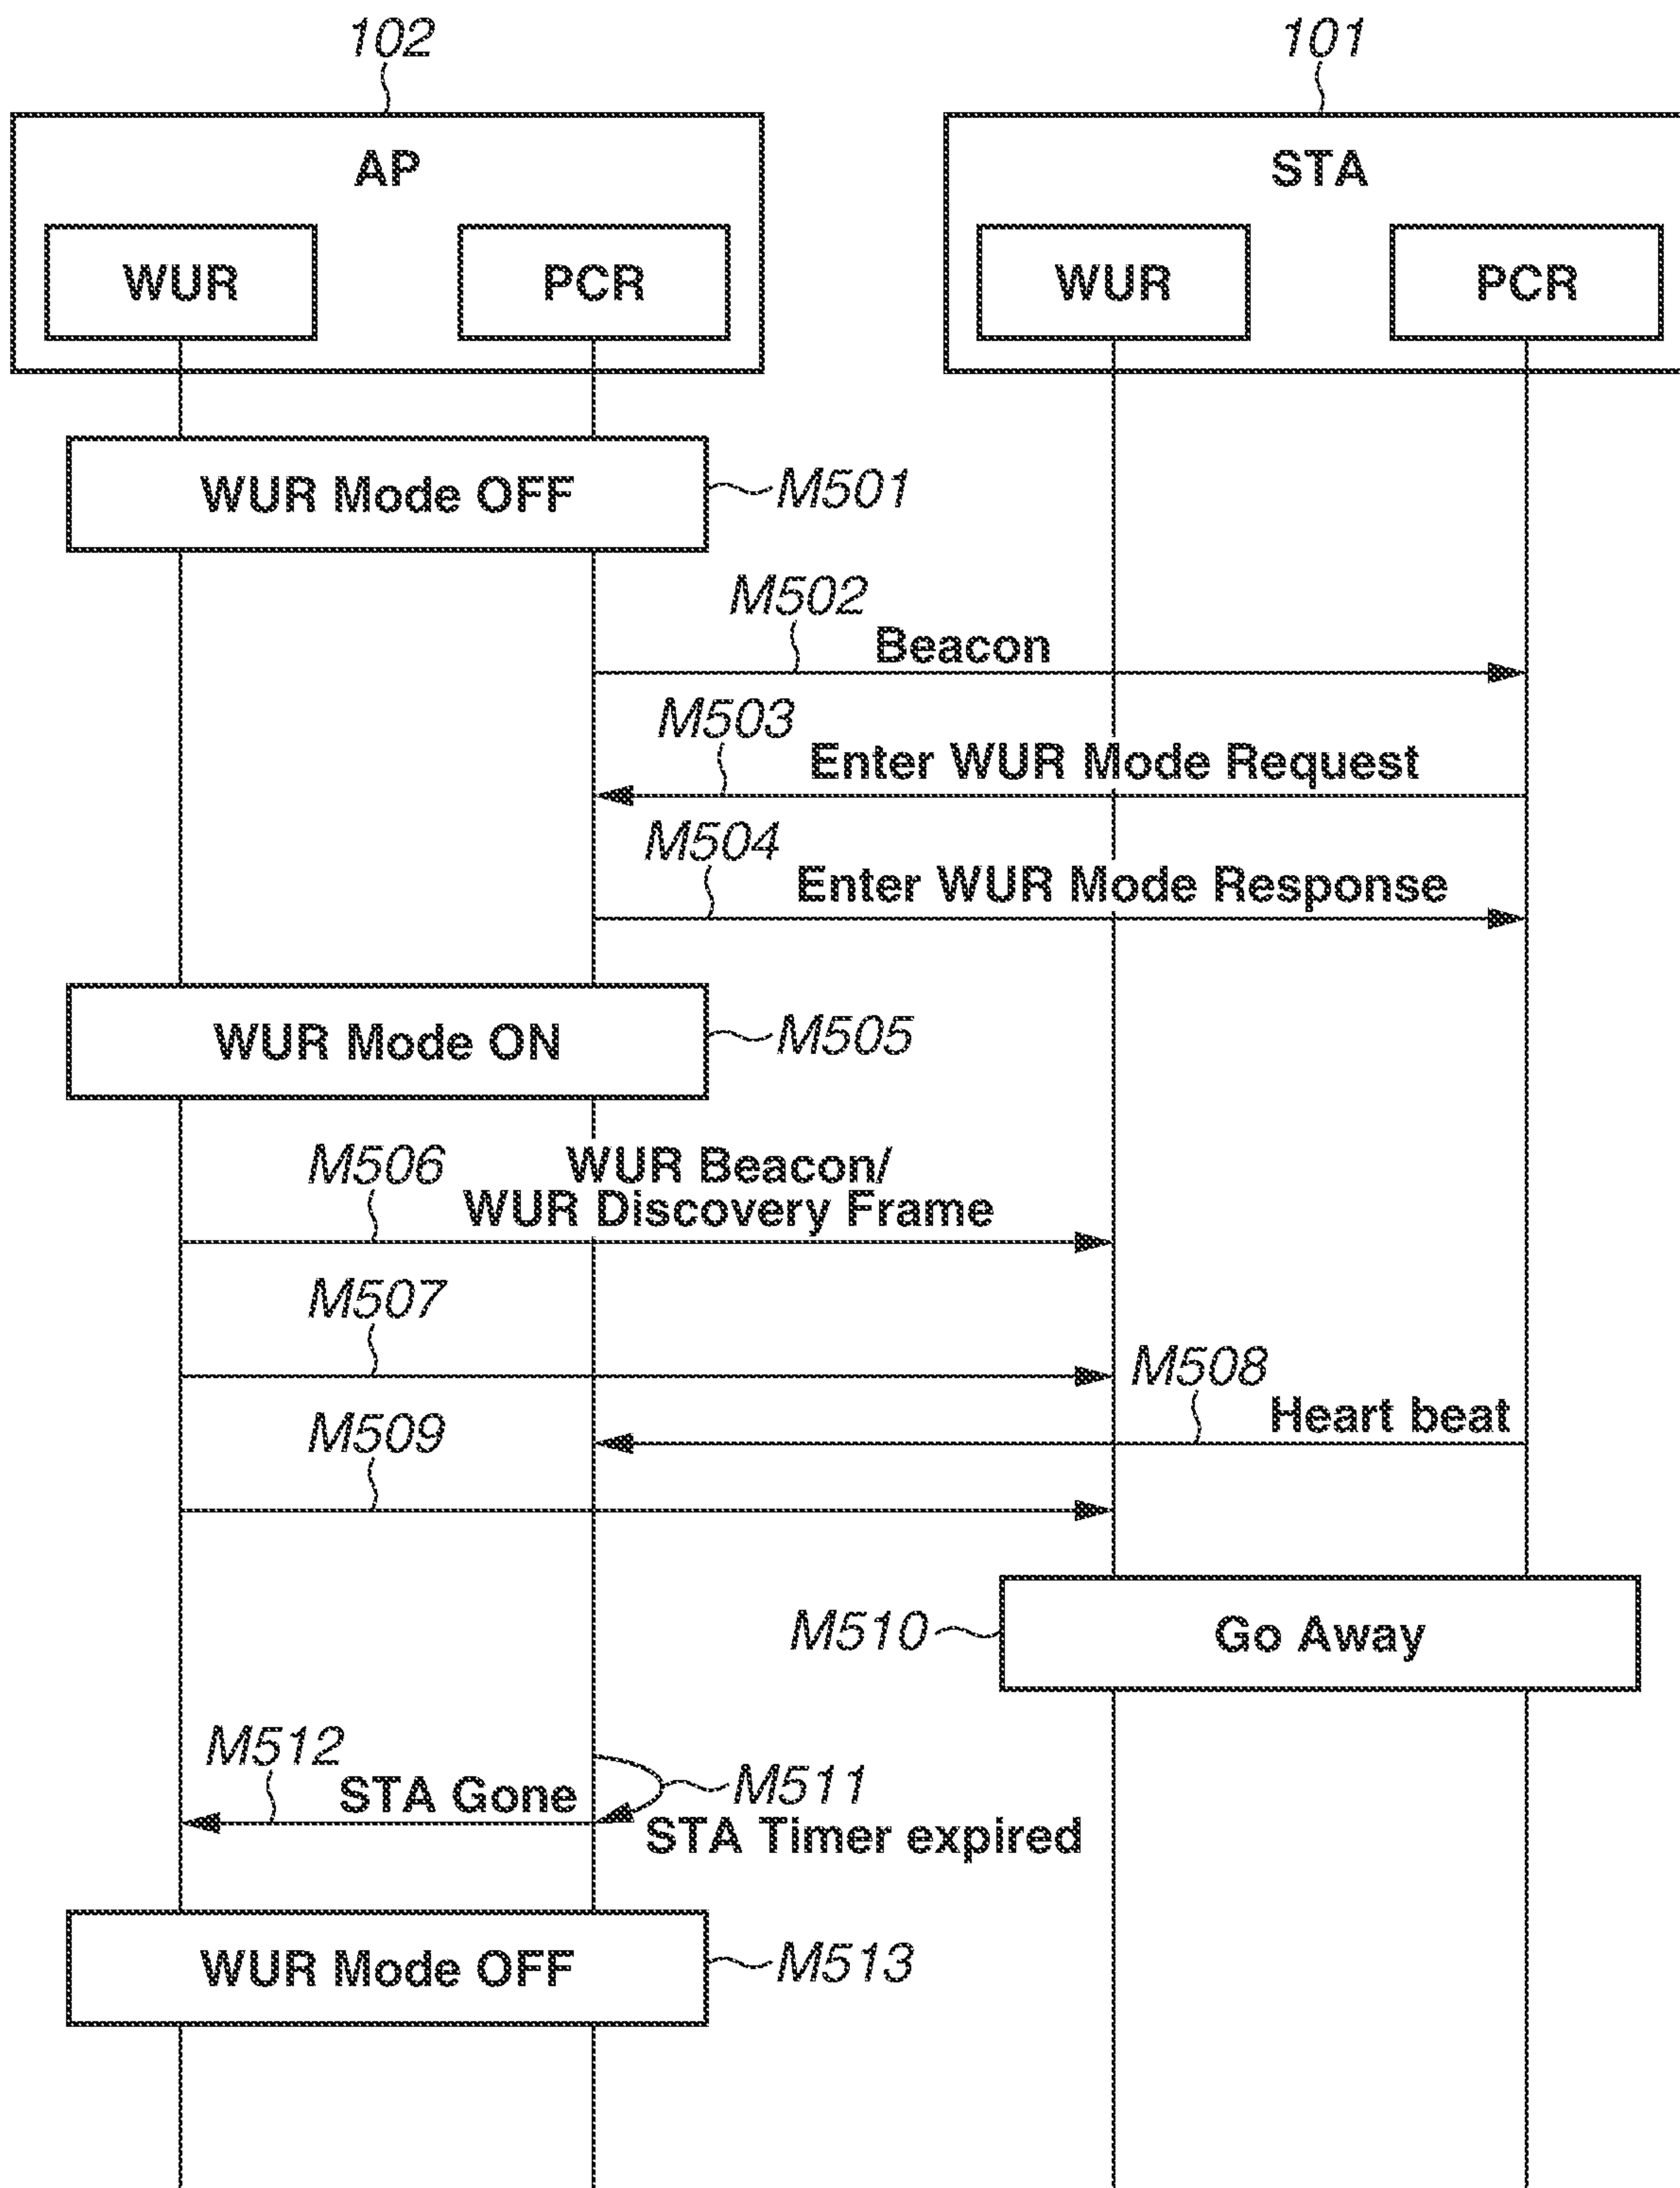 102
101
AP
STA
WUR
PCR
WUR
PCR
WUR Mode OFF
M501
M502
Beacon
M503
Enter WUR Mode Request
M504
Enter WUR Mode Response
WUR Mode ON
M505
M506
WUR Beacon/
WUR Discovery Frame
M507
M508
Heart beat
M509
M510
Go Away
M512
STA Gone
M511
STA Timer expired
WUR Mode OFF
M513